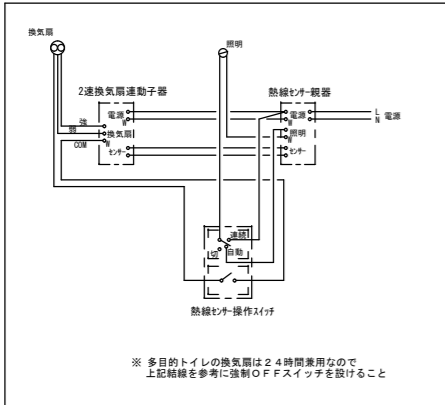 換気扇
照明
2速換気扇連動子器
熱線ｾﾝｻｰ親器
電源
W
強
弱
換気扇
COM
W
ｾﾝｻｰ
電源
W
照明
W
ｾﾝｻｰ
L
N
電源
連続
切
自動
熱線ｾﾝｻｰ操作ｽｲｯﾁ
※ 多目的トイレの換気扇は２４時間兼用なので
上記結線を参考に強制ＯＦＦスイッチを設けること